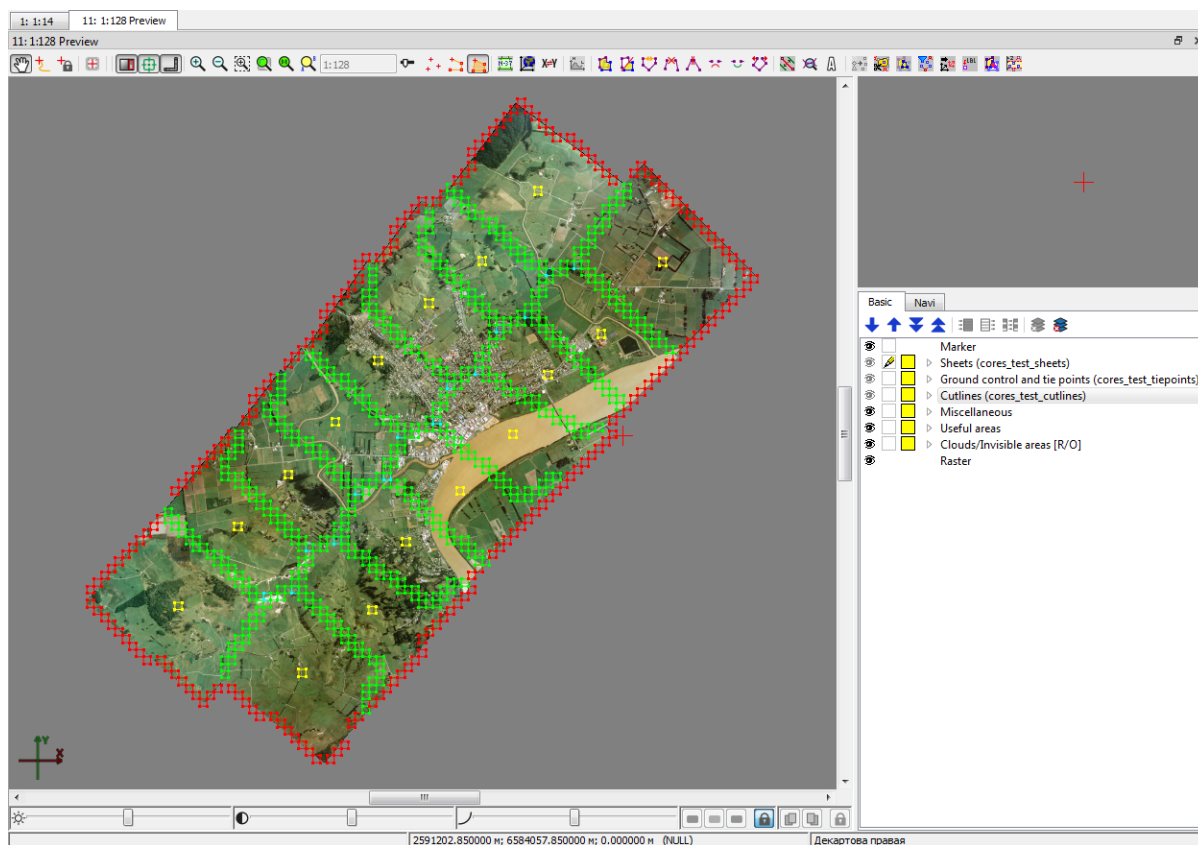 1: 1:14 11: 1:128 Preview
11: 1:128 Preview
1:128
Basic Navi
Marker
Sheets (cores_test_sheets)
Ground control and tie points (cores_test_tiepoints)
Cutlines (cores_test_cutlines)
Miscellaneous
Useful areas
Clouds/Invisible areas [R/O]
Raster
Y
X
2591202.850000 м; 6584057.850000 м; 0.000000 м (NULL) Декартова правая